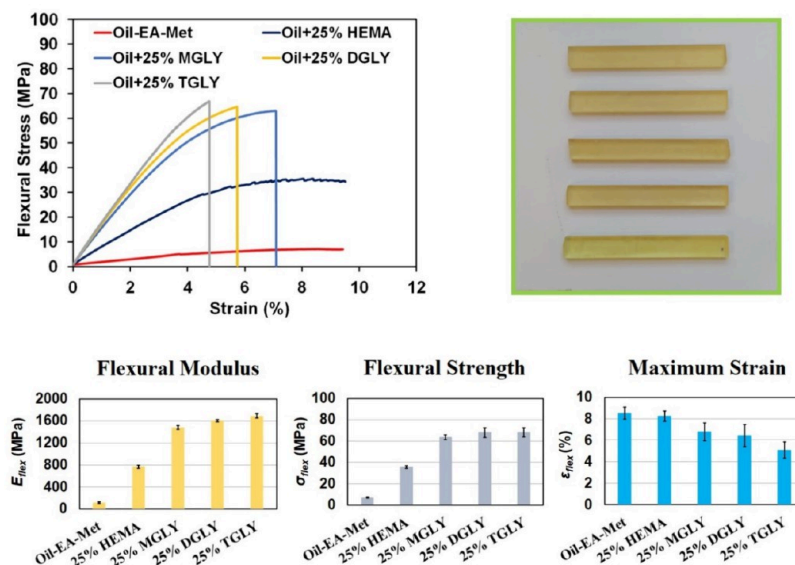 Flexural Stress (MPa)
100
90
80
70
60
50
40
30
20
10
0
Oil-EA-Met
Oil+25% HEMA
Oil+25% MGLY
Oil+25% DGLY
Oil+25% TGLY
0 2 4 6 8 10 12
Strain (%)
Flexural Modulus
E_flex (MPa)
2000
1600
1200
800
400
0
Oil-EA-Met
25% HEMA
25% MGLY
25% DGLY
25% TGLY
Flexural Strength
σ_flex (MPa)
100
80
60
40
20
0
Oil-EA-Met
25% HEMA
25% MGLY
25% DGLY
25% TGLY
Maximum Strain
ε_flex (%)
10
8
6
4
2
0
Oil-EA-Met
25% HEMA
25% MGLY
25% DGLY
25% TGLY